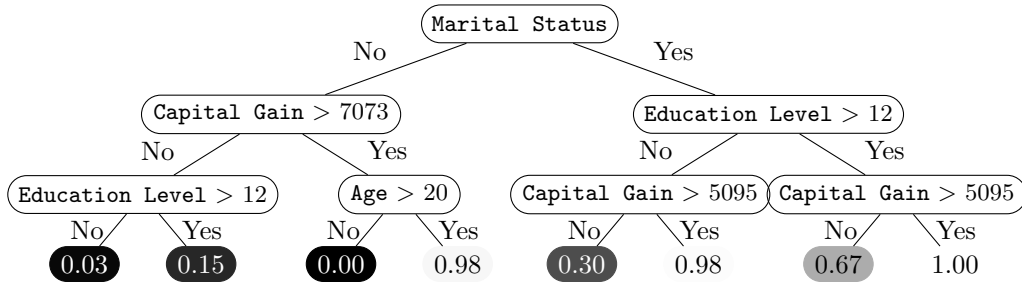 Marital Status
No Yes
Capital Gain > 7073 Education Level > 12
No Yes No Yes
Education Level > 12 Age > 20 Capital Gain > 5095 Capital Gain > 5095
No Yes No Yes No Yes No Yes
0.03 0.15 0.00 0.98 0.30 0.98 0.67 1.00